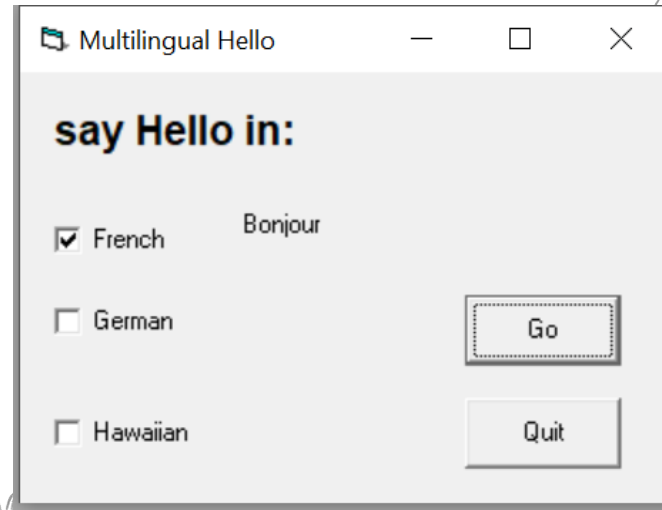 Multilingual Hello
say Hello in:
French
Bonjour
German
Go
Hawaiian
Quit